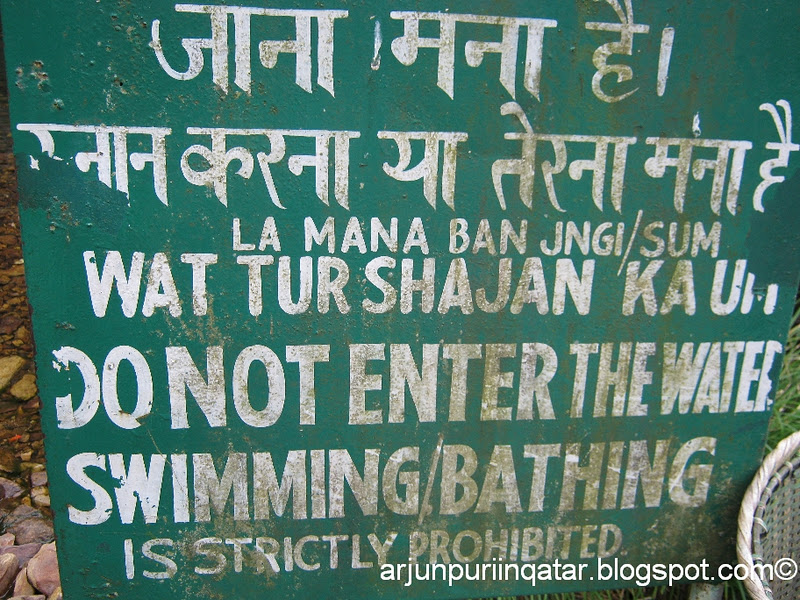 जाना मना है।
स्नान करना या तैरना मना है
LA MANA BAN JNGI/SUM
WAT TUR SHAJAN KA UM
DO NOT ENTER THE WATER
SWIMMING/BATHING
IS STRICTLY PROHIBITED
arjunpuriinqatar.blogspot.com©